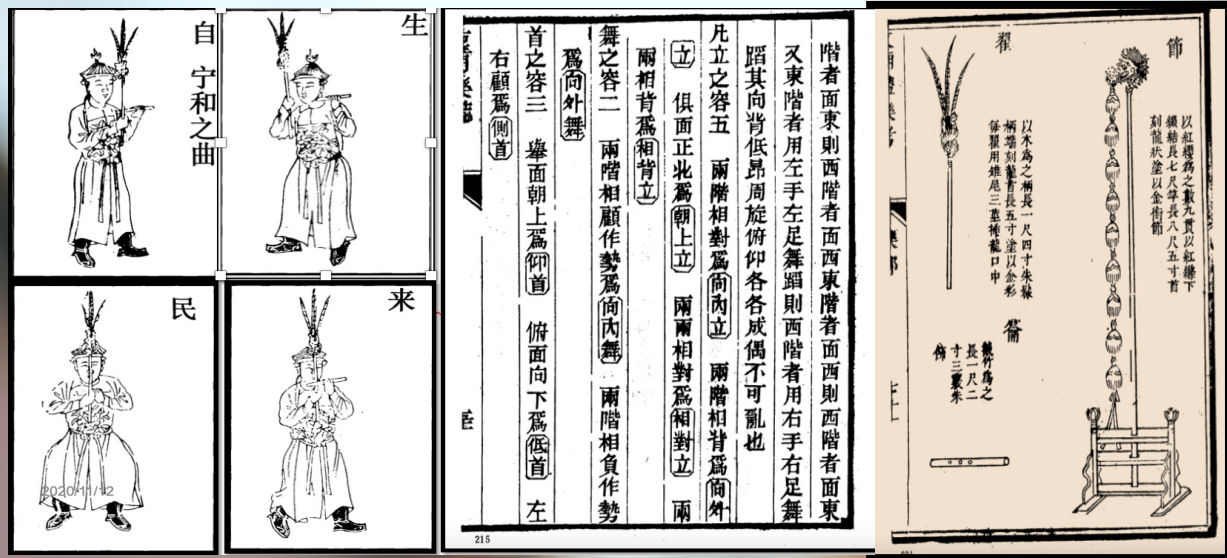 自 宁和之曲
生
民
来
2020/11/12
階者面東則西階者面西東階者面西則西階者面東
又東階者用左手左足舞蹈則西階者用右手右足舞
蹈其向背低昂周旋俯仰各各成偶不可亂也
凡立之容五 兩階相對爲向內立 兩階相背爲向外
立 俱面正北爲朝上立 兩兩相對爲相對立 兩
兩相背爲相背立
舞之容二 兩階相顧作勢爲向內舞 兩階相負作勢
爲向外舞
首之容三 舉面朝上爲仰首 俯面向下爲低首 左
右顧爲側首
215
節
以紅纓爲之數九貫以紅縧下
綴結長七尺竿長八尺五寸首
刻龍狀塗以金銜節
翟
以木爲之柄長一尺四寸朱髹
柄端刻龍首長五寸塗以金彩
每翟用雉尾三莖插龍口中
籥
截竹爲之
長一尺二
寸三竅朱
飾